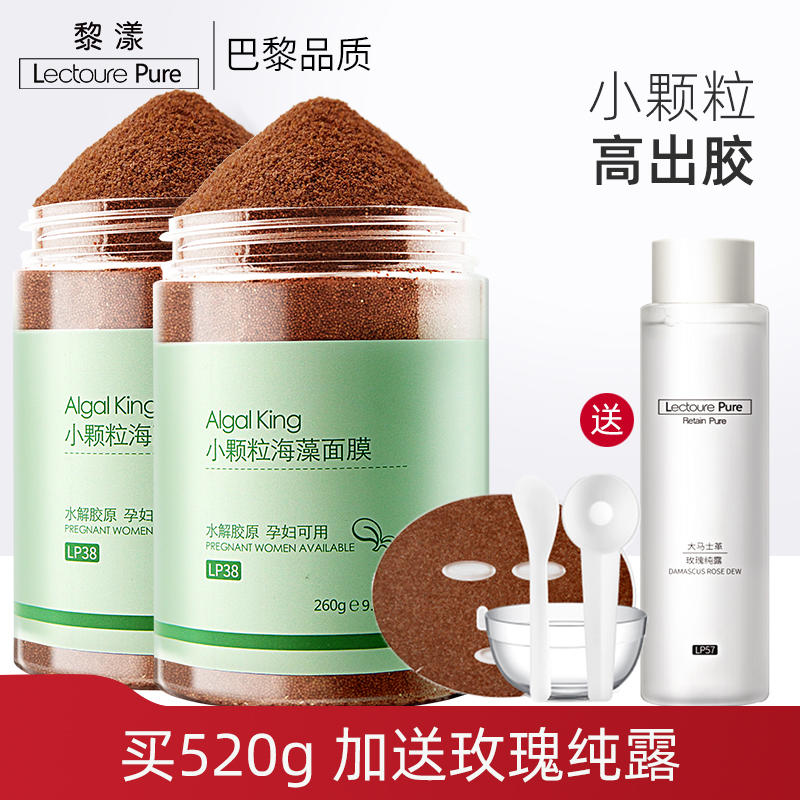 黎漾
Lectoure Pure
巴黎品质
小颗粒
高出胶
Algal King
小颗粒海
水解胶原 孕妇
PREGNANT WOMEN
LP38
Algal King
小颗粒海藻面膜
水解胶原 孕妇可用
PREGNANT WOMEN AVAILABLE
LP38
260g e 9.
送
Lectoure Pure
Retain Pure
大马士革
玫瑰纯露
DAMASCUS ROSE DEW
LP57
买520g 加送玫瑰纯露